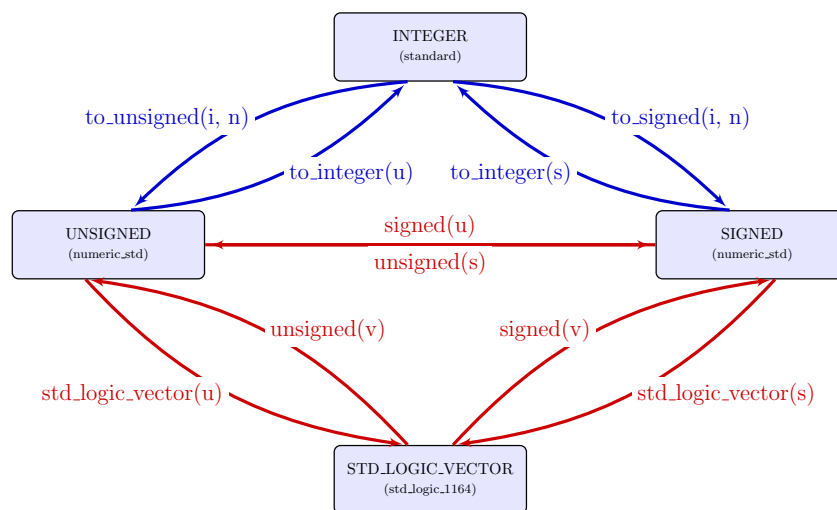 INTEGER
(standard)
to_unsigned(i, n)
to_signed(i, n)
to_integer(u)
to_integer(s)
UNSIGNED
(numeric_std)
signed(u)
unsigned(s)
SIGNED
(numeric_std)
unsigned(v)
signed(v)
std_logic_vector(u)
std_logic_vector(s)
STD_LOGIC_VECTOR
(std_logic_1164)